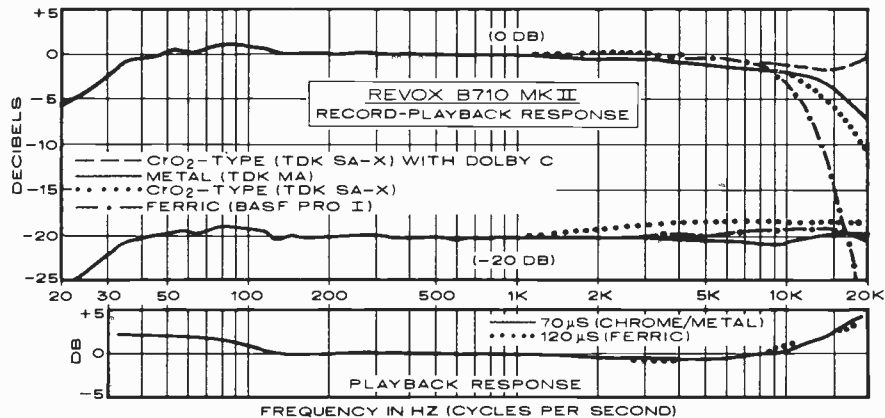 +5
(0 DB)
0
REVOX B710 MKII
RECORD-PLAYBACK RESPONSE
-5
DECIBELS
-10
CrO2-TYPE (TDK SA-X) WITH DOLBY C
METAL (TDK MA)
-15
CrO2-TYPE (TDK SA-X)
FERRIC (BASF PRO I)
-20
(-20 DB)
-25
20 30 50 100 200 500 1K 2K 5K 10K 20K
+5
70µS (CHROME/METAL)
120µS (FERRIC)
DB
0
PLAYBACK RESPONSE
-5
FREQUENCY IN HZ (CYCLES PER SECOND)